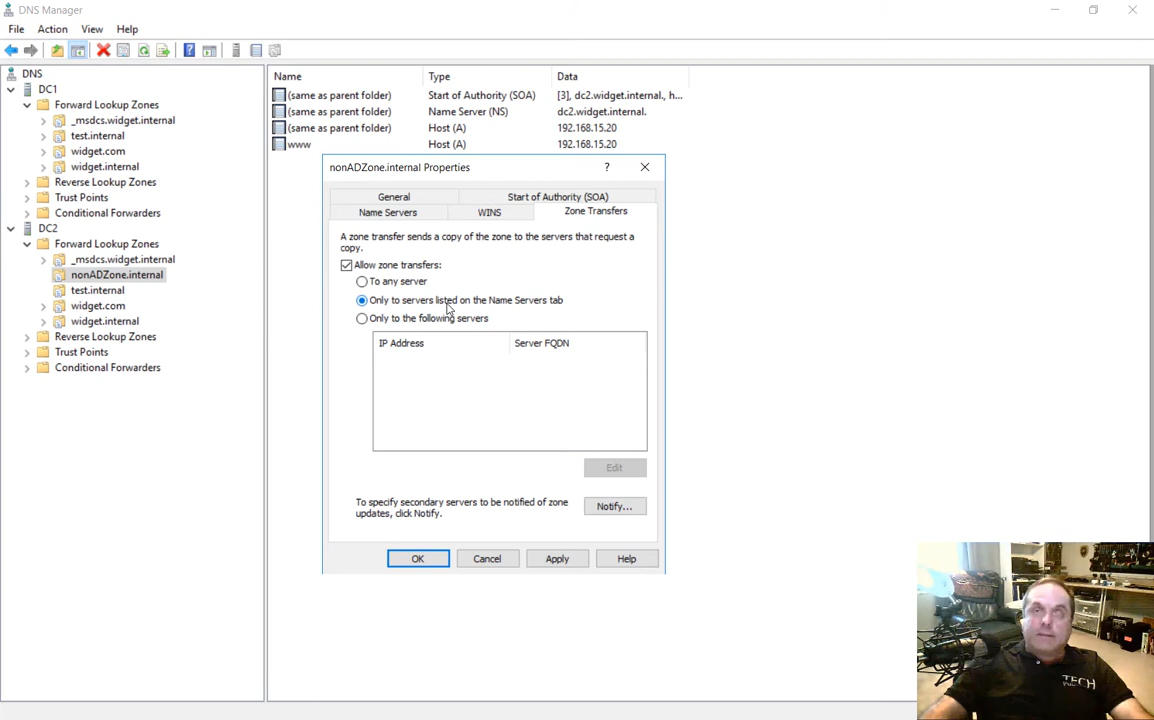 DNS Manager
File Action View Help
DNS
DC1
Forward Lookup Zones
_msdcs.widget.internal
test.internal
widget.com
widget.internal
Reverse Lookup Zones
Trust Points
Conditional Forwarders
DC2
Forward Lookup Zones
_msdcs.widget.internal
nonADZone.internal
test.internal
widget.com
widget.internal
Reverse Lookup Zones
Trust Points
Conditional Forwarders
Name Type Data
(same as parent folder) Start of Authority (SOA) [3], dc2.widget.internal., h...
(same as parent folder) Name Server (NS) dc2.widget.internal.
(same as parent folder) Host (A) 192.168.15.20
www Host (A) 192.168.15.20
nonADZone.internal Properties ?
General Start of Authority (SOA)
Name Servers WINS Zone Transfers
A zone transfer sends a copy of the zone to the servers that request a
copy.
Allow zone transfers:
To any server
Only to servers listed on the Name Servers tab
Only to the following servers
IP Address Server FQDN
Edit
To specify secondary servers to be notified of zone
updates, click Notify.
Notify...
OK Cancel Apply Help
TECH